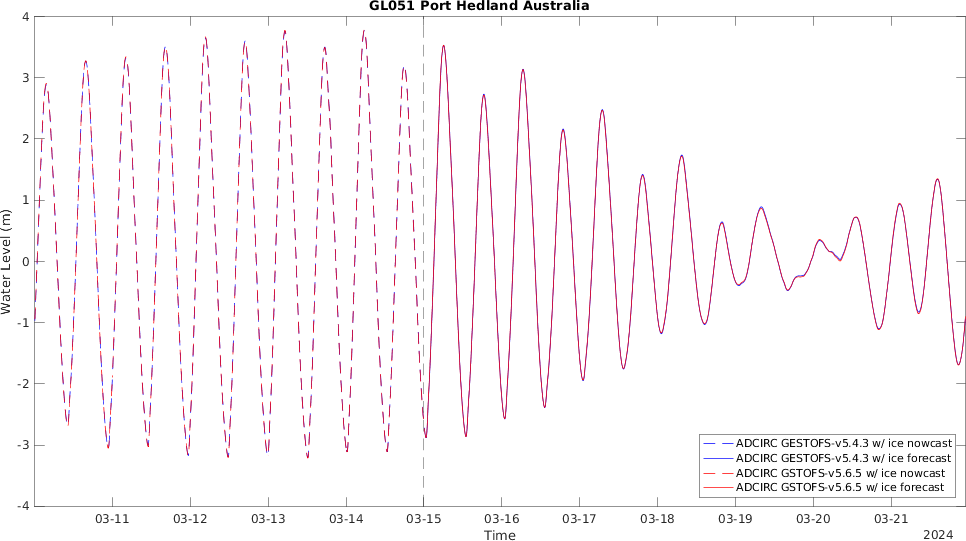 GL051 Port Hedland Australia
4
3
2
1
0
-1
-2
-3
-4
Water Level (m)
03-11 03-12 03-13 03-14 03-15 03-16 03-17 03-18 03-19 03-20 03-21
Time
2024
ADCIRC GESTOFS-v5.4.3 w/ ice nowcast
ADCIRC GESTOFS-v5.4.3 w/ ice forecast
ADCIRC GSTOFS-v5.6.5 w/ ice nowcast
ADCIRC GSTOFS-v5.6.5 w/ ice forecast